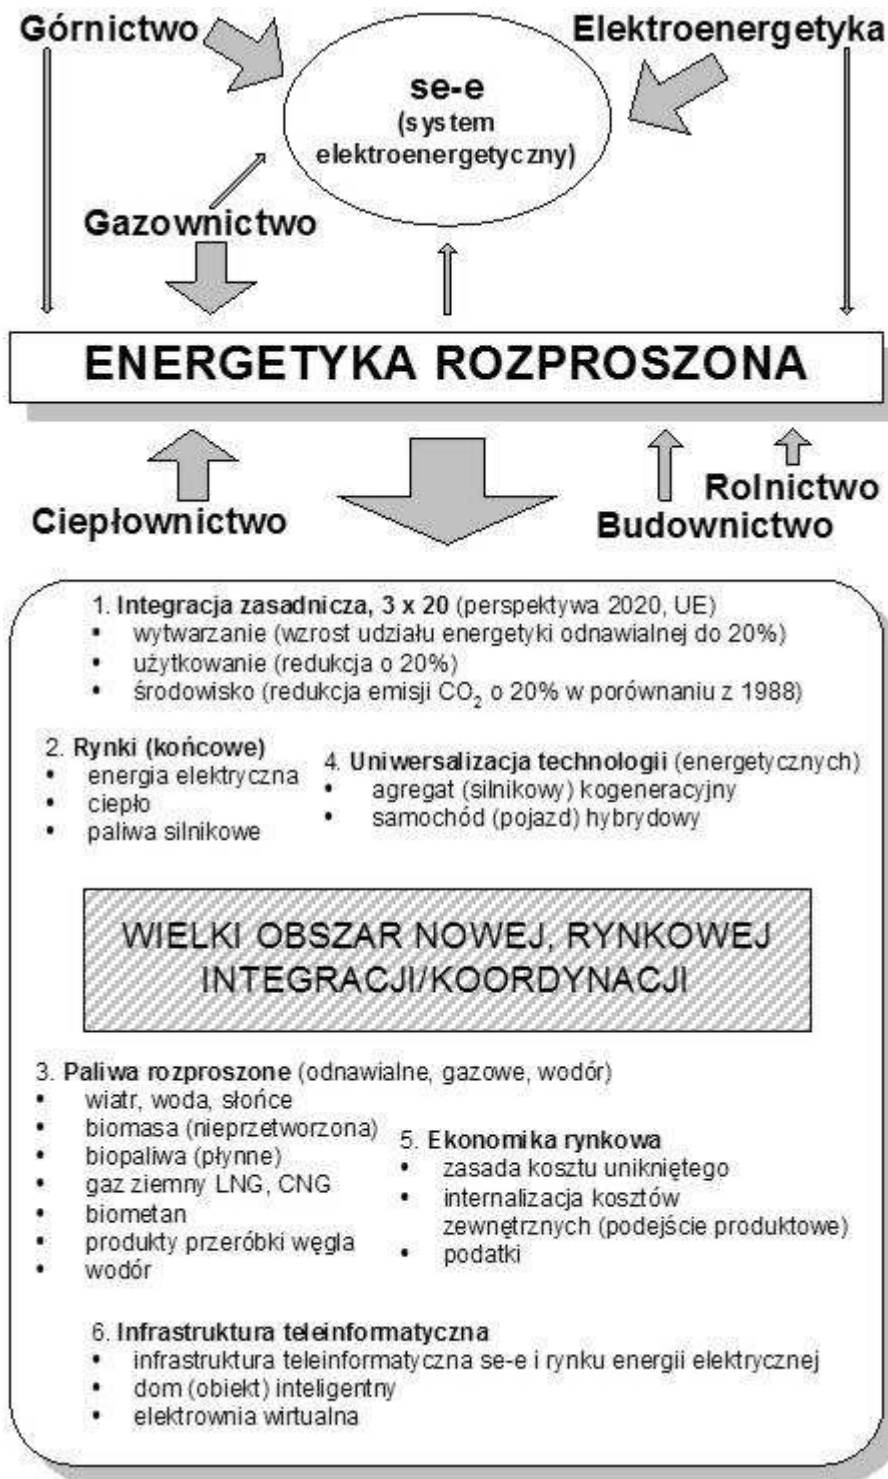 Górnictwo
Elektroenergetyka
se-e
(system
elektroenergetyczny)
Gazownictwo
ENERGETYKA ROZPROSZONA
Ciepłownictwo
Rolnictwo
Budownictwo
1. Integracja zasadnicza, 3 x 20 (perspektywa 2020, UE)
• wytwarzanie (wzrost udziału energetyki odnawialnej do 20%)
• użytkowanie (redukcja o 20%)
• środowisko (redukcja emisji CO₂ o 20% w porównaniu z 1988)
2. Rynki (końcowe)
• energia elektryczna
• ciepło
• paliwa silnikowe
4. Uniwersalizacja technologii (energetycznych)
• agregat (silnikowy) kogeneracyjny
• samochód (pojazd) hybrydowy
WIELKI OBSZAR NOWEJ, RYNKOWEJ
INTEGRACJI/KOORDYNACJI
3. Paliwa rozproszone (odnawialne, gazowe, wodór)
• wiatr, woda, słońce
• biomasa (nieprzetworzona)
• biopaliwa (płynne)
• gaz ziemny LNG, CNG
• biometan
• produkty przeróbki węgla
• wodór
5. Ekonomika rynkowa
• zasada kosztu unikniętego
• internalizacja kosztów
zewnętrznych (podejście produktowe)
• podatki
6. Infrastruktura teleinformatyczna
• infrastruktura teleinformatyczna se-e i rynku energii elektrycznej
• dom (obiekt) inteligentny
• elektrownia wirtualna